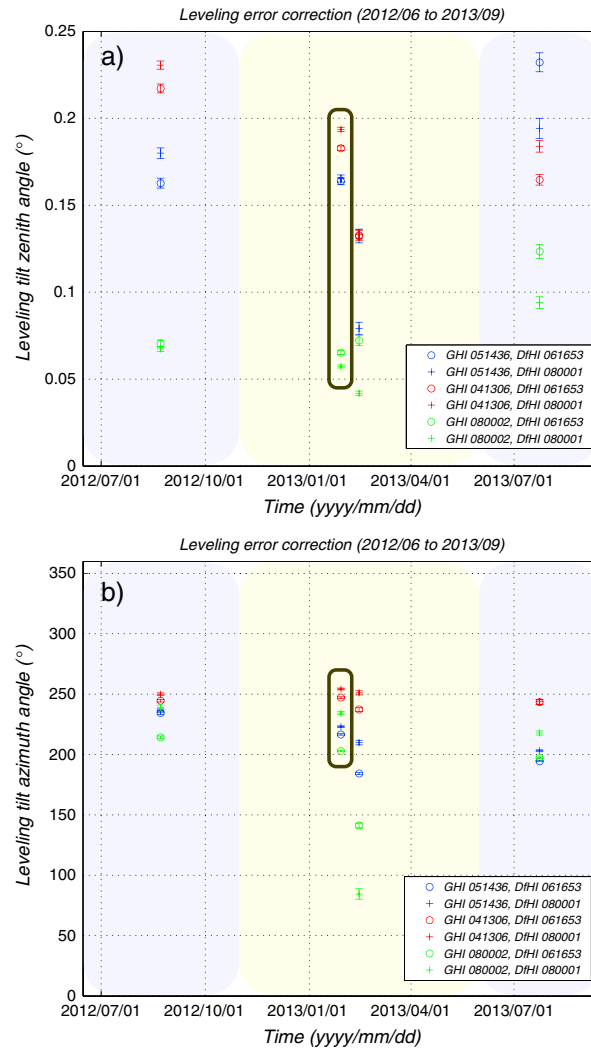 Leveling error correction (2012/06 to 2013/09)
a)
0.25
0.2
0.15
0.1
0.05
0
Leveling tilt zenith angle (°)
GHI 051436, DfHI 061653
GHI 051436, DfHI 080001
GHI 041306, DfHI 061653
GHI 041306, DfHI 080001
GHI 080002, DfHI 061653
GHI 080002, DfHI 080001
2012/07/01 2012/10/01 2013/01/01 2013/04/01 2013/07/01
Time (yyyy/mm/dd)
Leveling error correction (2012/06 to 2013/09)
b)
350
300
250
200
150
100
50
0
Leveling tilt azimuth angle (°)
GHI 051436, DfHI 061653
GHI 051436, DfHI 080001
GHI 041306, DfHI 061653
GHI 041306, DfHI 080001
GHI 080002, DfHI 061653
GHI 080002, DfHI 080001
2012/07/01 2012/10/01 2013/01/01 2013/04/01 2013/07/01
Time (yyyy/mm/dd)